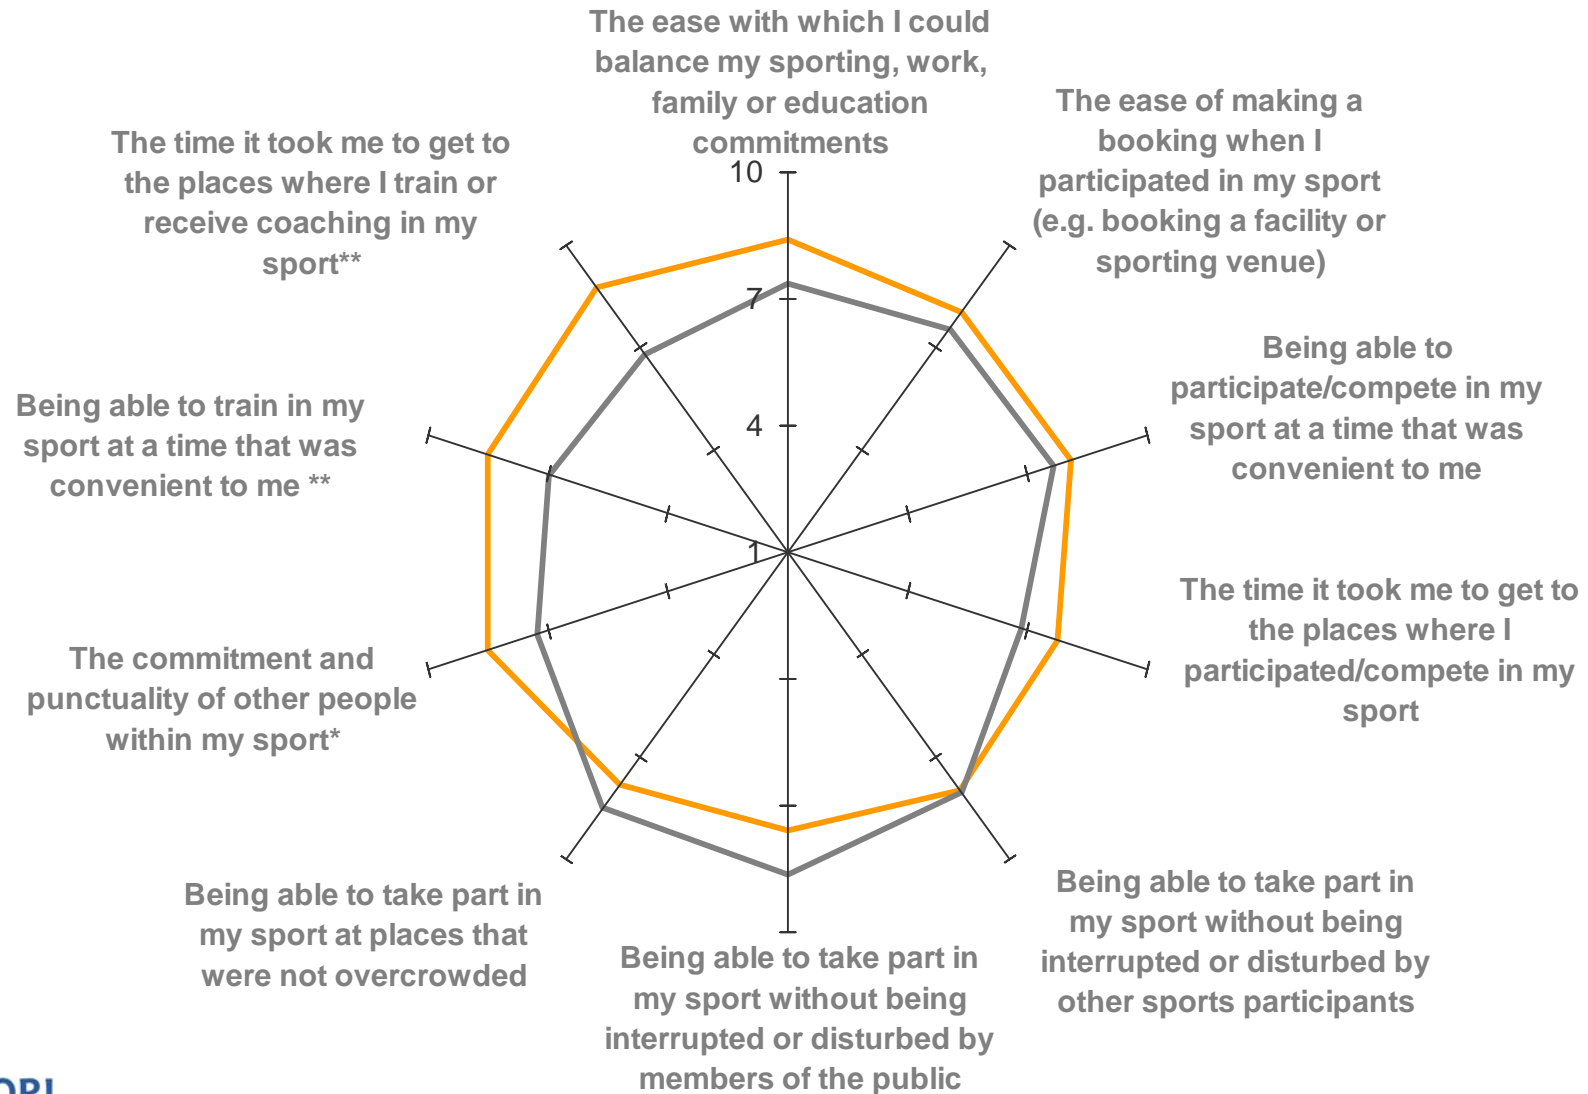 The ease with which I could
balance my sporting, work,
family or education
commitments
The ease of making a
booking when I
participated in my sport
(e.g. booking a facility or
sporting venue)
Being able to
participate/compete in my
sport at a time that was
convenient to me
The time it took me to get to
the places where I
participated/compete in my
sport
Being able to take part in
my sport without being
interrupted or disturbed by
other sports participants
Being able to take part in
my sport without being
interrupted or disturbed by
members of the public
Being able to take part in
my sport at places that
were not overcrowded
The commitment and
punctuality of other people
within my sport*
Being able to train in my
sport at a time that was
convenient to me **
The time it took me to get to
the places where I train or
receive coaching in my
sport**
10
7
4
1